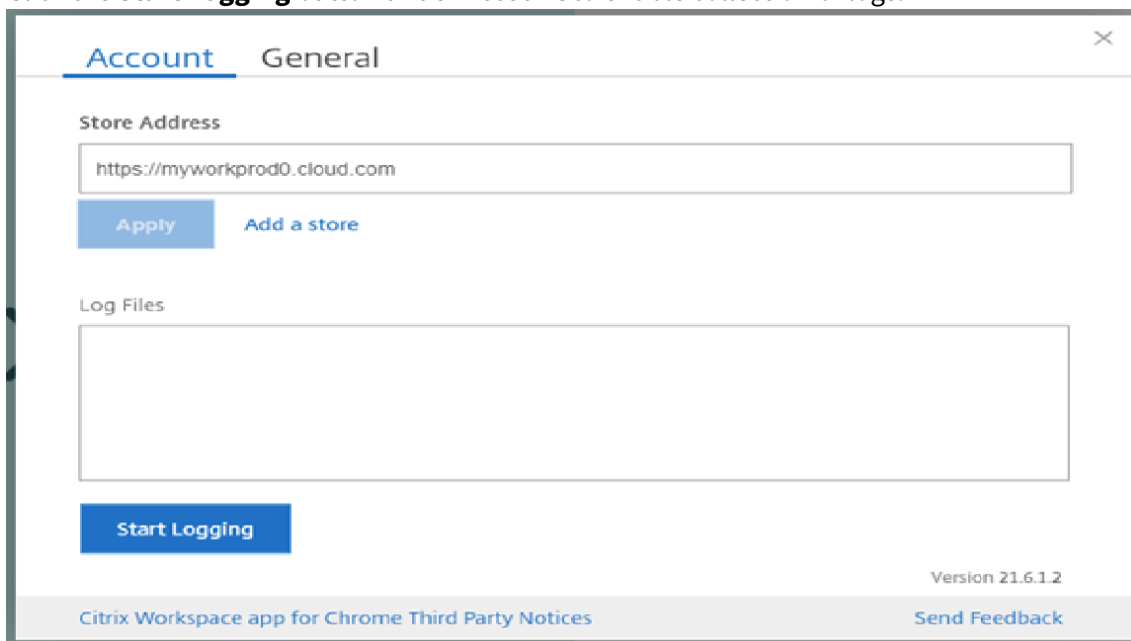 Account General
Store Address
https://myworkprod0.cloud.com
Apply Add a store
Log Files
Start Logging
Version 21.6.1.2
Citrix Workspace app for Chrome Third Party Notices Send Feedback